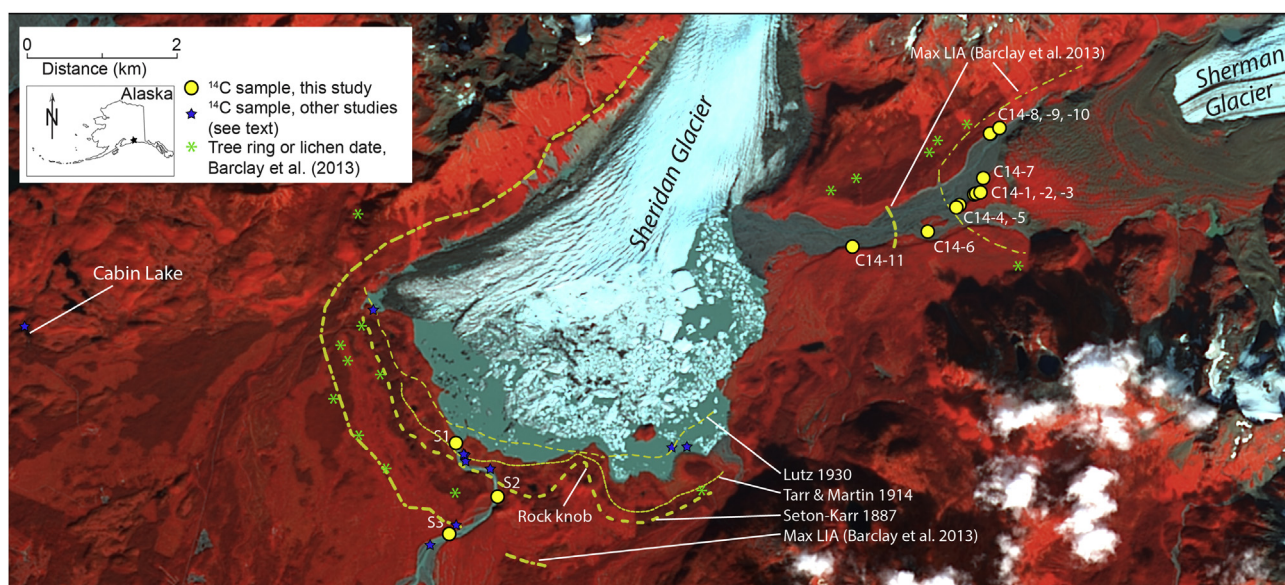 0 2
Distance (km)
Alaska
N
¹⁴C sample, this study
¹⁴C sample, other studies
(see text)
Tree ring or lichen date,
Barclay et al. (2013)
Max LIA (Barclay et al. 2013)
Sherman
Glacier
Sheridan Glacier
C14-8, -9, -10
C14-7
C14-1, -2, -3
C14-4, -5
C14-6
C14-11
Cabin Lake
S1
S2
S3
Rock knob
Lutz 1930
Tarr & Martin 1914
Seton-Karr 1887
Max LIA (Barclay et al. 2013)